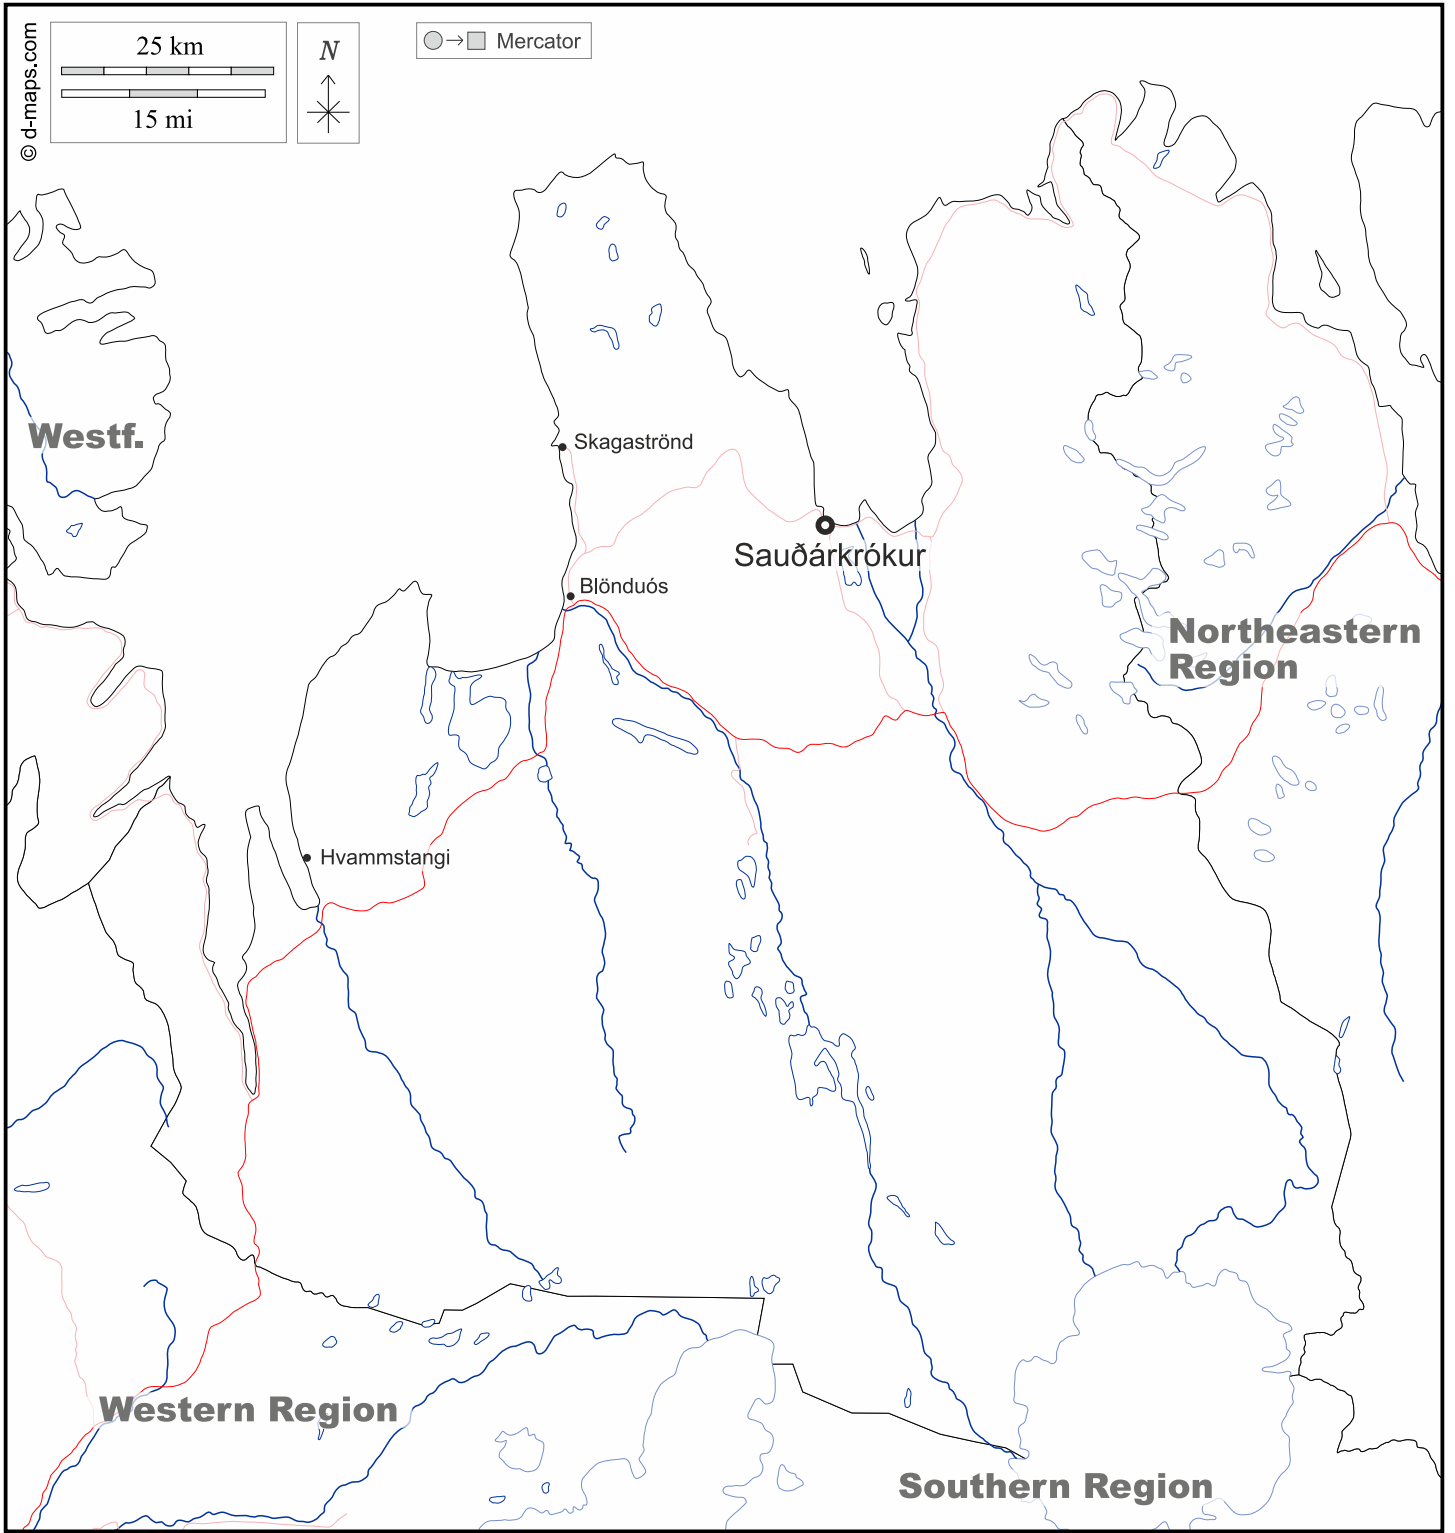 © d-maps.com
25 km
15 mi
N
Mercator
Westf.
Skagaströnd
Sauðárkrókur
Blönduós
Northeastern
Region
Hvammstangi
Western Region
Southern Region